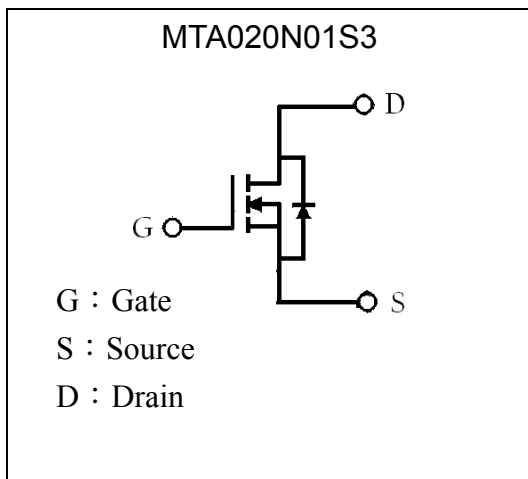 MTA020N01S3
D
G
S
G：Gate
S：Source
D：Drain